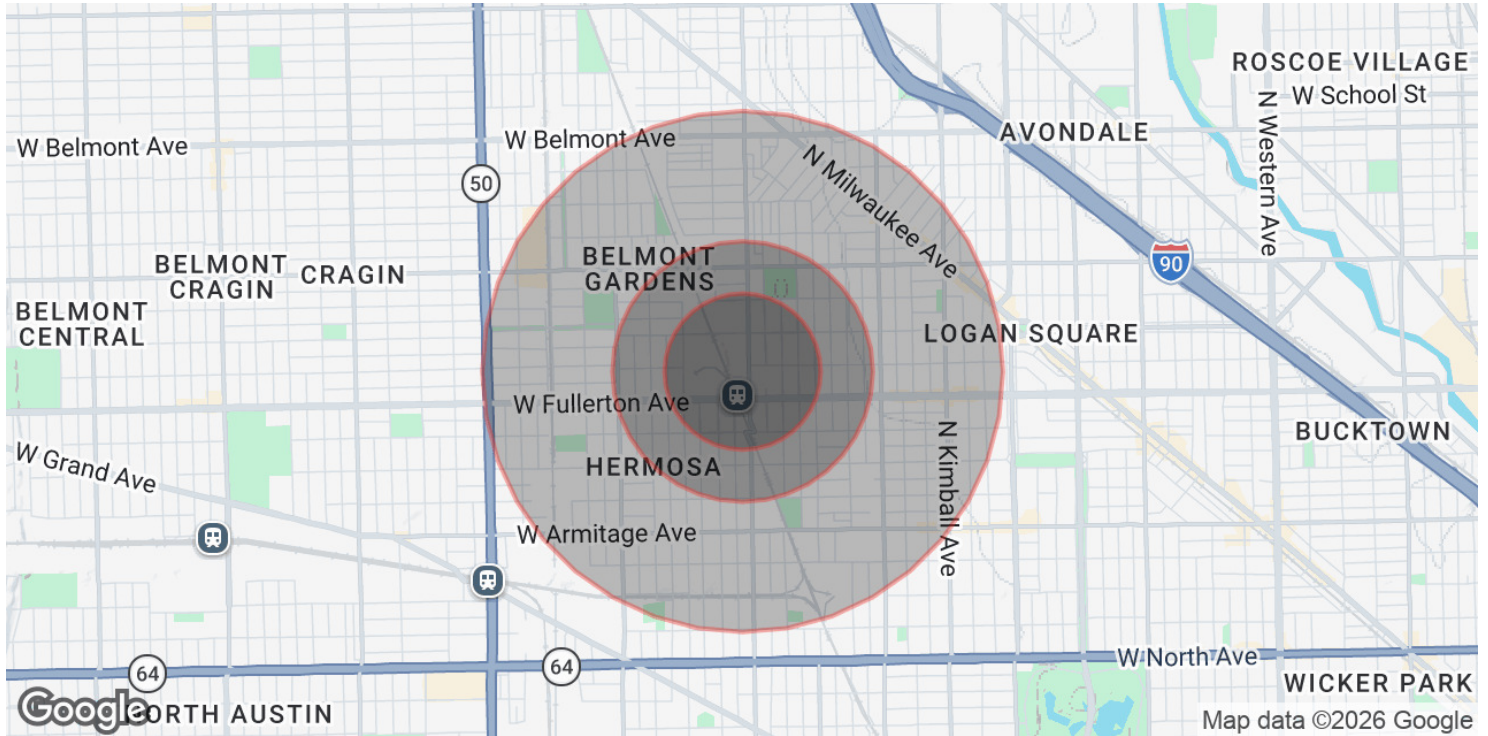 ROSCOE VILLAGE
W School St
N Western Ave
AVONDALE
W Belmont Ave
W Belmont Ave
N Milwaukee Ave
50
90
BELMONT
GARDENS
BELMONT
CRAGIN
CRAGIN
BELMONT
CENTRAL
LOGAN SQUARE
W Fullerton Ave
N Kimball Ave
BUCKTOWN
W Grand Ave
HERMOSA
W Armitage Ave
W North Ave
64
64
WICKER PARK
Google
NORTH AUSTIN
Map data ©2026 Google